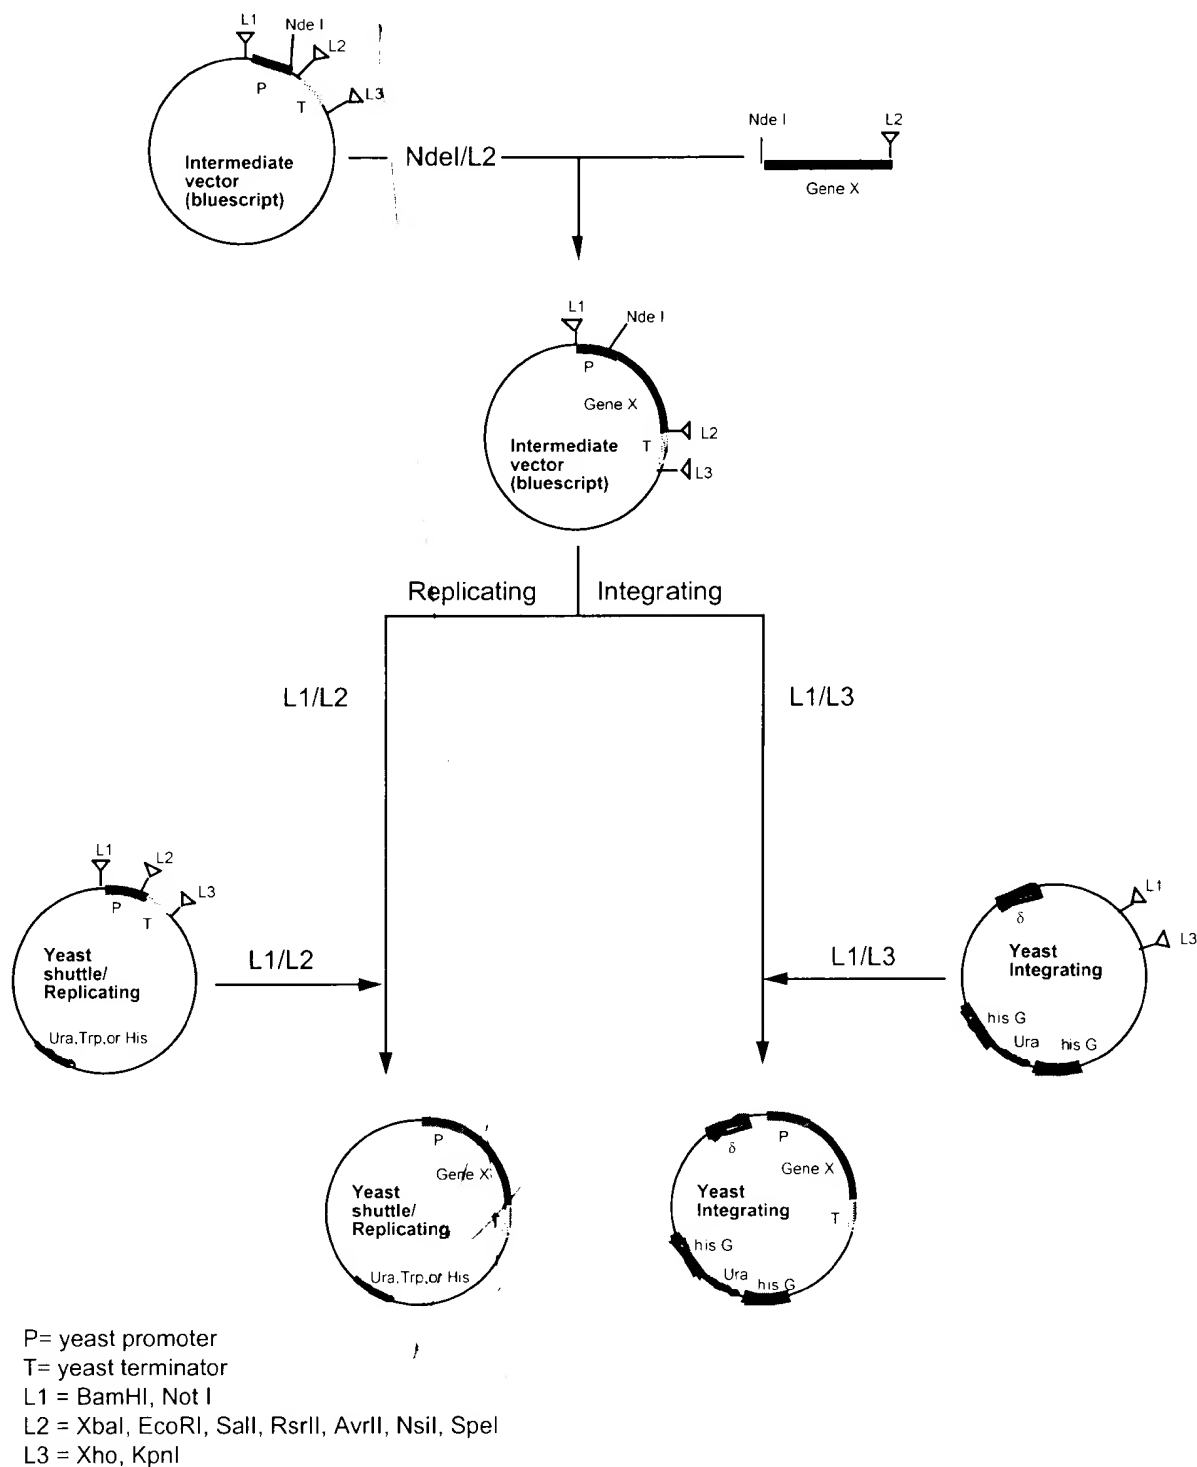 L1
Nde I
L2
P
T
L3
Intermediate
vector
(bluescript)
NdeI/L2
Nde I
L2
Gene X
L1
Nde I
P
Gene X
T
L2
L3
Intermediate
vector
(bluescript)
Replicating
Integrating
L1/L2
L1/L3
L1
L2
L3
P
T
Yeast
shuttle/
Replicating
Ura,Trp,or His
L1/L2
L1/L3
L1
L3
δ
Yeast
Integrating
his G
Ura
his G
P
Gene X
T
Yeast
shuttle/
Replicating
Ura,Trp,or His
δ
P
Gene X
T
Yeast
Integrating
his G
Ura
his G
P= yeast promoter
T= yeast terminator
L1 = BamHI, Not I
L2 = XbaI, EcoRI, SalI, RsrII, AvrII, NsiI, SpeI
L3 = Xho, KpnI